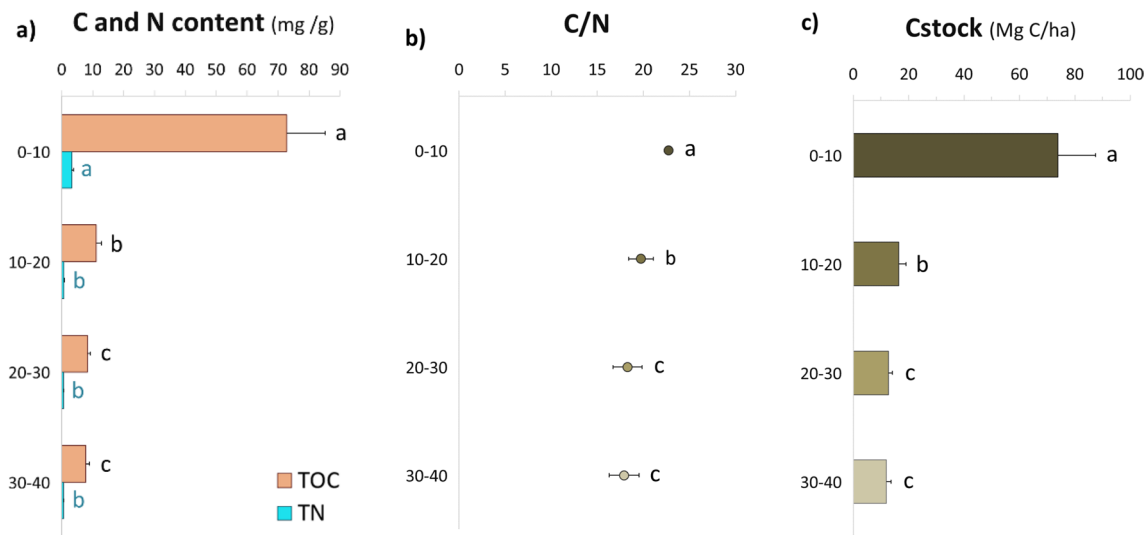 a) C and N content (mg /g)
0 10 20 30 40 50 60 70 80 90
0-10
a
a
10-20
b
b
20-30
c
b
30-40
c
b
TOC
TN
b) C/N
0 5 10 15 20 25 30
0-10 a
10-20 b
20-30 c
30-40 c
c) Cstock (Mg C/ha)
0 20 40 60 80 100
0-10 a
10-20 b
20-30 c
30-40 c